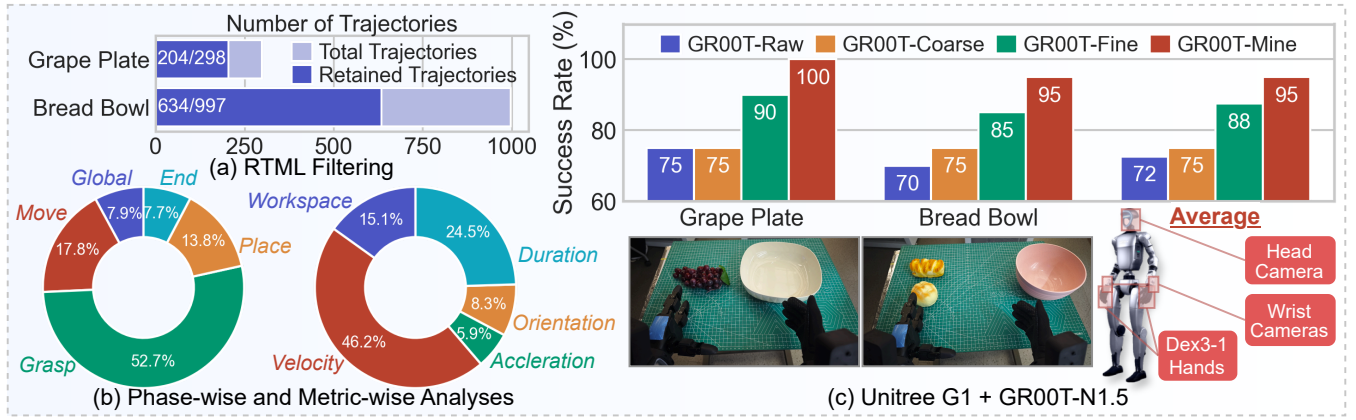 Number of Trajectories
Grape Plate
204/298
Total Trajectories
Retained Trajectories
Bread Bowl
634/997
0
250
500
750
1000
(a) RTML Filtering
Global
7.9%
End
7.7%
Move
17.8%
Place
13.8%
Grasp
52.7%
Workspace
15.1%
Duration
24.5%
Orientation
8.3%
Accleration
5.9%
Velocity
46.2%
(b) Phase-wise and Metric-wise Analyses
Success Rate (%)
100
80
60
GR00T-Raw
GR00T-Coarse
GR00T-Fine
GR00T-Mine
75
75
90
100
70
75
85
95
72
75
88
95
Grape Plate
Bread Bowl
Average
Head
Camera
Wrist
Cameras
Dex3-1
Hands
(c) Unitree G1 + GR00T-N1.5